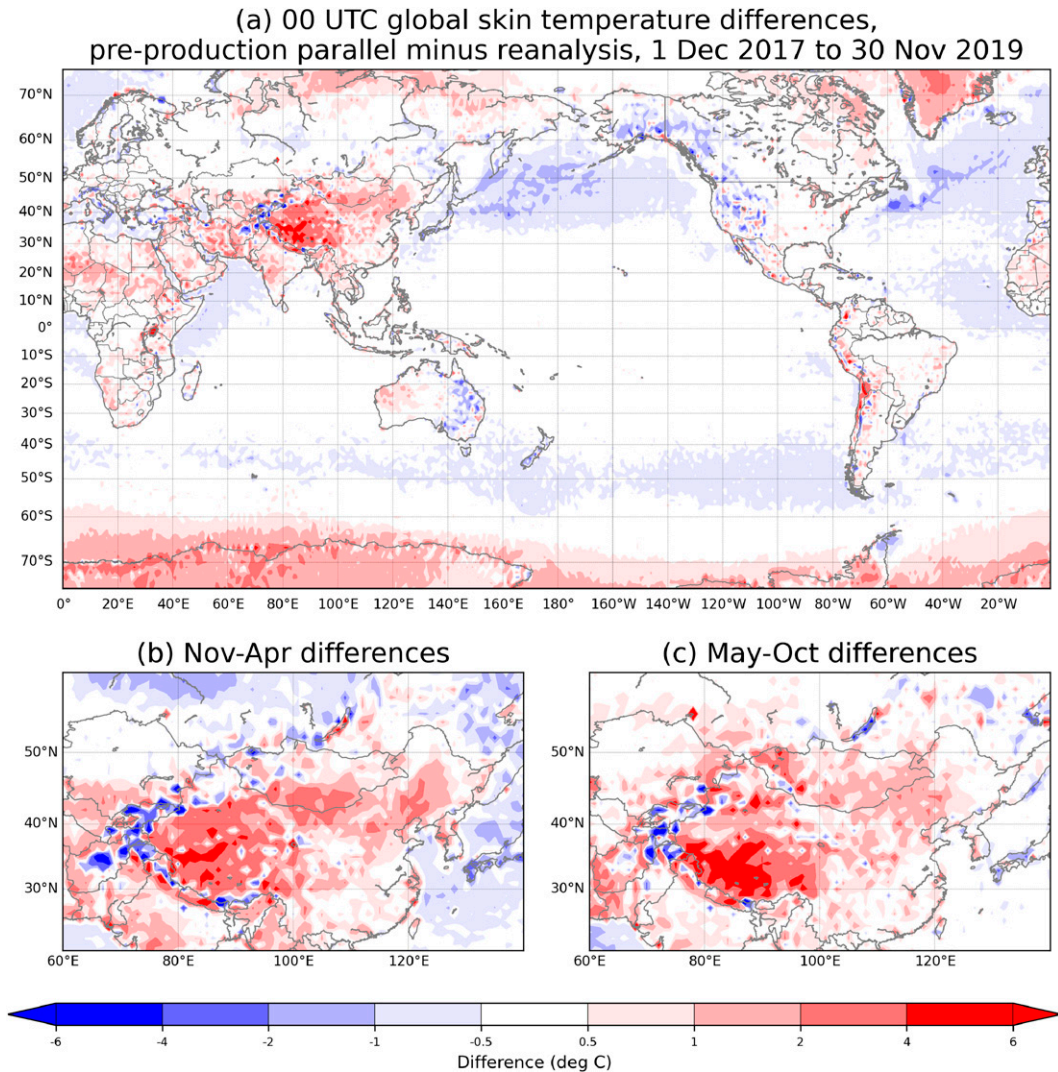 (a) 00 UTC global skin temperature differences,
pre-production parallel minus reanalysis, 1 Dec 2017 to 30 Nov 2019
70°N
60°N
50°N
40°N
30°N
20°N
10°N
0°
10°S
20°S
30°S
40°S
50°S
60°S
70°S
0° 20°E 40°E 60°E 80°E 100°E 120°E 140°E 160°E 180° 160°W 140°W 120°W 100°W 80°W 60°W 40°W 20°W
(b) Nov-Apr differences
50°N
40°N
30°N
60°E 80°E 100°E 120°E
(c) May-Oct differences
50°N
40°N
30°N
60°E 80°E 100°E 120°E
-6 -4 -2 -1 -0.5 0.5 1 2 4 6
Difference (deg C)